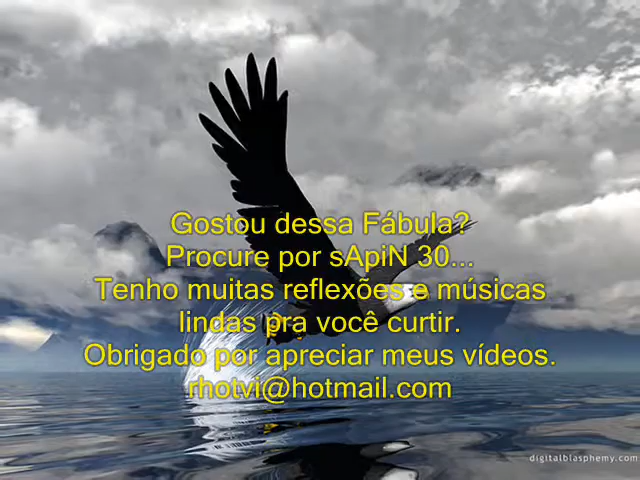 Gostou dessa Fábula?
Procure por sApiN 30...
Tenho muitas reflexões e músicas
lindas pra você curtir.
Obrigado por apreciar meus vídeos.
rhotvi@hotmail.com
digitalblasphemy.com